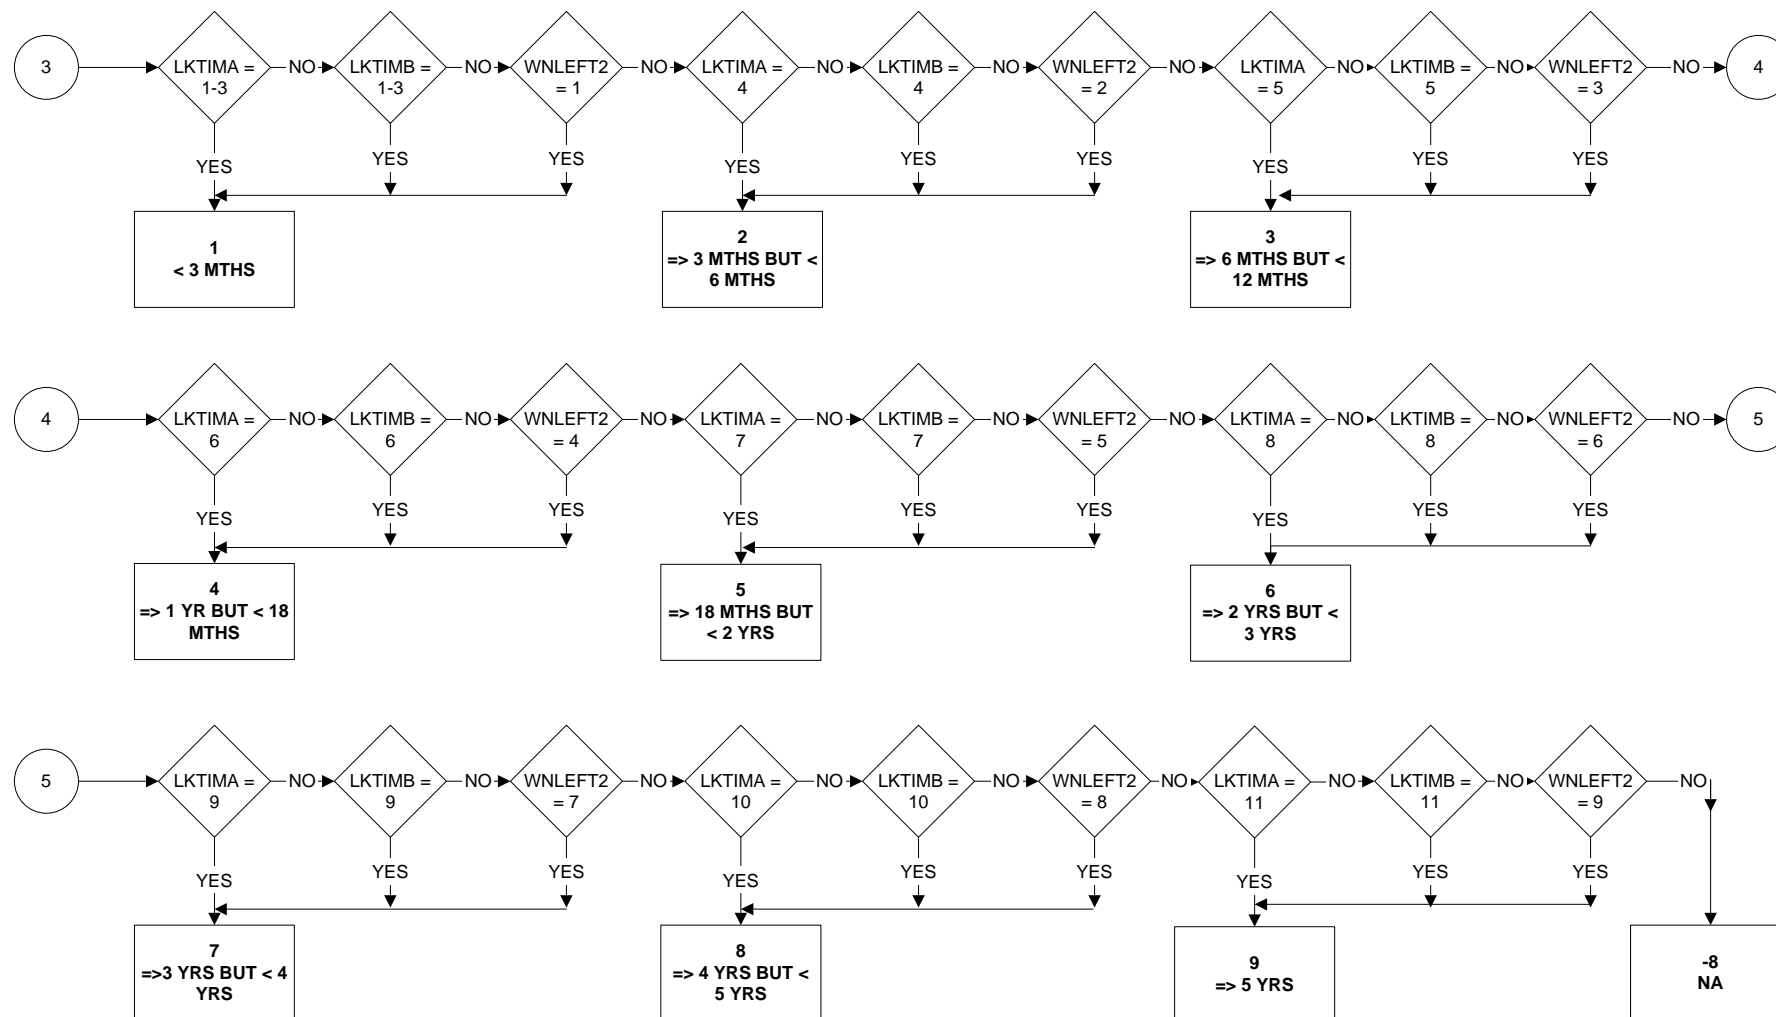 3
LKTIMA =
1-3
NO
LKTIMB =
1-3
NO
WNLEFT2
= 1
NO
LKTIMA =
4
NO
LKTIMB =
4
NO
WNLEFT2
= 2
NO
LKTIMA
= 5
NO
LKTIMB =
5
NO
WNLEFT2
= 3
NO
4
YES
YES
YES
YES
YES
YES
YES
YES
YES
1
< 3 MTHS
2
=> 3 MTHS BUT <
6 MTHS
3
=> 6 MTHS BUT <
12 MTHS
4
LKTIMA =
6
NO
LKTIMB =
6
NO
WNLEFT2
= 4
NO
LKTIMA =
7
NO
LKTIMB =
7
NO
WNLEFT2
= 5
NO
LKTIMA =
8
NO
LKTIMB =
8
NO
WNLEFT2
= 6
NO
5
YES
YES
YES
YES
YES
YES
YES
YES
YES
4
=> 1 YR BUT < 18
MTHS
5
=> 18 MTHS BUT
< 2 YRS
6
=> 2 YRS BUT <
3 YRS
5
LKTIMA =
9
NO
LKTIMB =
9
NO
WNLEFT2
= 7
NO
LKTIMA =
10
NO
LKTIMB =
10
NO
WNLEFT2
= 8
NO
LKTIMA =
11
NO
LKTIMB =
11
NO
WNLEFT2
= 9
NO
YES
YES
YES
YES
YES
YES
YES
YES
YES
7
=>3 YRS BUT < 4
YRS
8
=> 4 YRS BUT <
5 YRS
9
=> 5 YRS
-8
NA